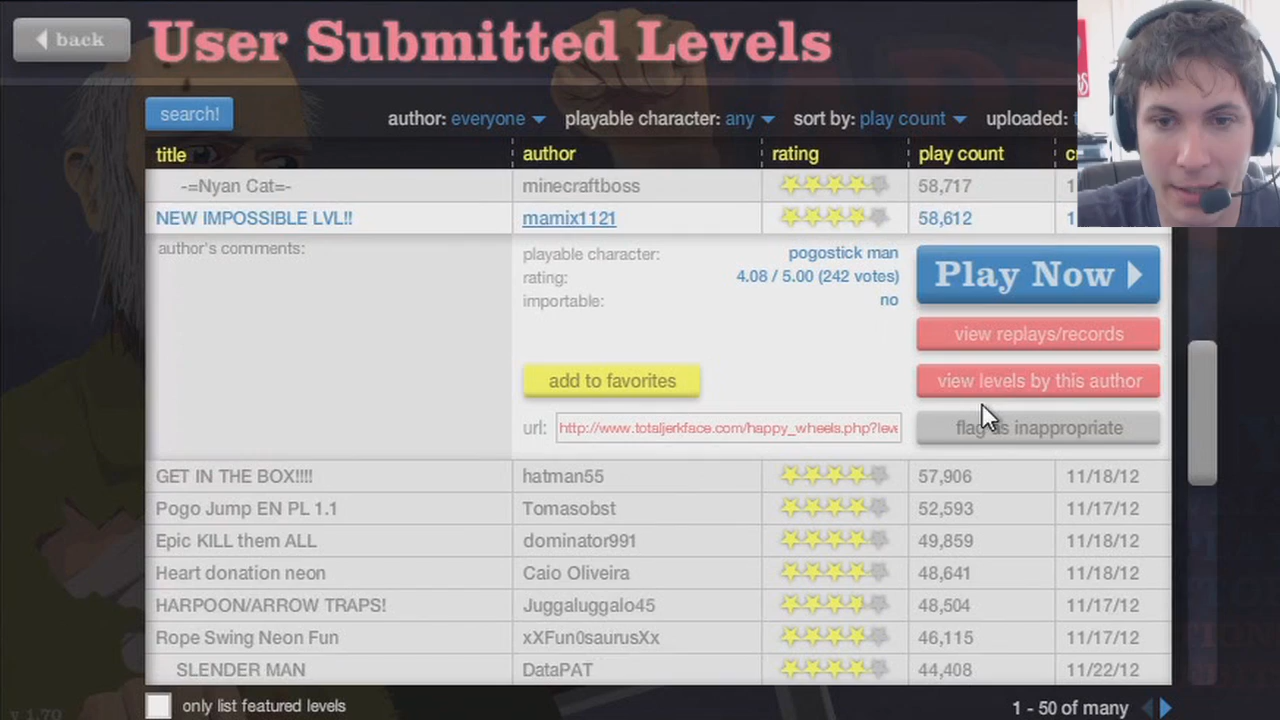 back
User Submitted Levels
search!
author: everyone playable character: any sort by: play count uploaded:
title author rating play count
-=Nyan Cat=- minecraftboss 58,717
NEW IMPOSSIBLE LVL!! mamix1121 58,612
author's comments:
playable character: pogostick man
rating: 4.08 / 5.00 (242 votes)
importable: no
Play Now
view replays/records
add to favorites
view levels by this author
url: http://www.totaljerkface.com/happy_wheels.php?leve
flag as inappropriate
GET IN THE BOX!!!! hatman55 57,906 11/18/12
Pogo Jump EN PL 1.1 Tomasobst 52,593 11/17/12
Epic KILL them ALL dominator991 49,859 11/18/12
Heart donation neon Caio Oliveira 48,641 11/18/12
HARPOON/ARROW TRAPS! Juggaluggalo45 48,504 11/17/12
Rope Swing Neon Fun xXFun0saurusXx 46,115 11/17/12
SLENDER MAN DataPAT 44,408 11/22/12
only list featured levels 1 - 50 of many
v 1.70